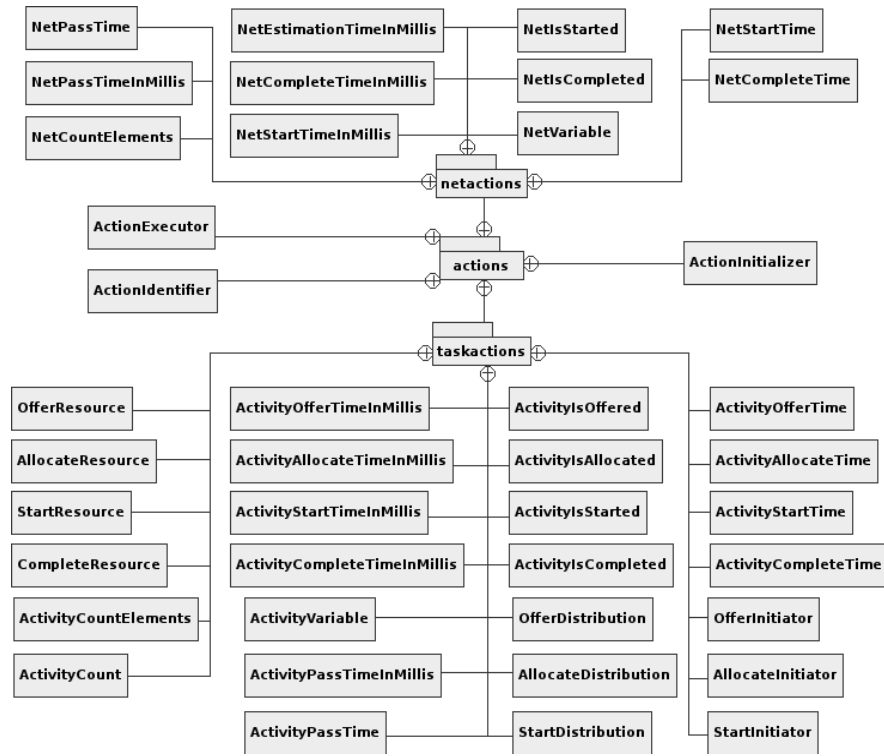 NetPassTime
NetEstimationTimeInMillis
NetIsStarted
NetStartTime
NetPassTimeInMillis
NetCompleteTimeInMillis
NetIsCompleted
NetCompleteTime
NetCountElements
NetStartTimeInMillis
NetVariable
netactions
ActionExecutor
actions
ActionInitializer
ActionIdentifier
taskactions
OfferResource
ActivityOfferTimeInMillis
ActivityIsOffered
ActivityOfferTime
AllocateResource
ActivityAllocateTimeInMillis
ActivityIsAllocated
ActivityAllocateTime
StartResource
ActivityStartTimeInMillis
ActivityIsStarted
ActivityStartTime
CompleteResource
ActivityCompleteTimeInMillis
ActivityIsCompleted
ActivityCompleteTime
ActivityCountElements
ActivityVariable
OfferDistribution
OfferInitiator
ActivityCount
ActivityPassTimeInMillis
AllocateDistribution
AllocateInitiator
ActivityPassTime
StartDistribution
StartInitiator